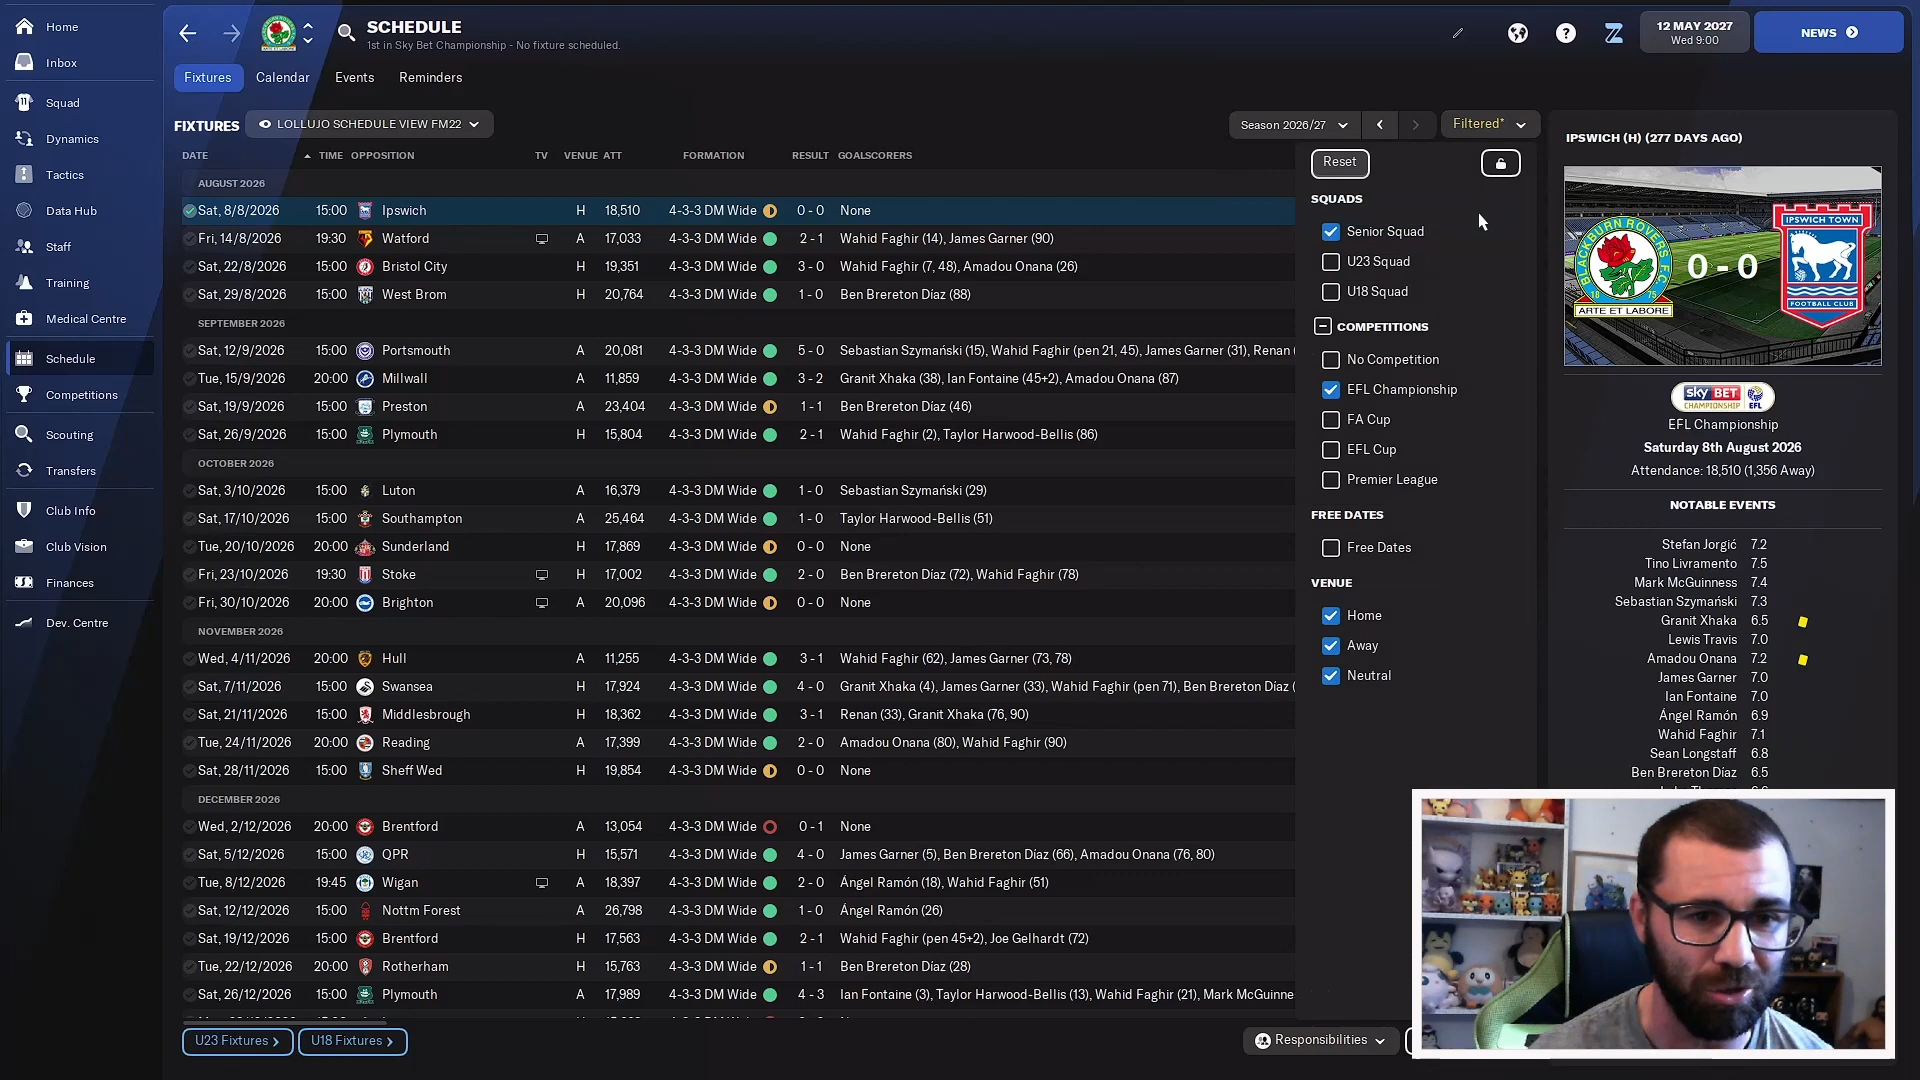 Home
Inbox
Squad
Dynamics
Tactics
Data Hub
Staff
Training
Medical Centre
Schedule
Competitions
Scouting
Transfers
Club Info
Club Vision
Finances
Dev. Centre
SCHEDULE
1st in Sky Bet Championship - No fixture scheduled.
12 MAY 2027
Wed 9:00
NEWS
Fixtures Calendar Events Reminders
FIXTURES LOLLUJO SCHEDULE VIEW FM22 Season 2026/27 Filtered*
DATE TIME OPPOSITION TV VENUE ATT FORMATION RESULT GOALSCORERS
AUGUST 2026
Sat, 8/8/2026 15:00 Ipswich H 18,510 4-3-3 DM Wide 0 - 0 None
Fri, 14/8/2026 19:30 Watford A 17,033 4-3-3 DM Wide 2 - 1 Wahid Faghir (14), James Garner (90)
Sat, 22/8/2026 15:00 Bristol City H 19,351 4-3-3 DM Wide 3 - 0 Wahid Faghir (7, 48), Amadou Onana (26)
Sat, 29/8/2026 15:00 West Brom H 20,764 4-3-3 DM Wide 1 - 0 Ben Brereton Díaz (88)
SEPTEMBER 2026
Sat, 12/9/2026 15:00 Portsmouth A 20,081 4-3-3 DM Wide 5 - 0 Sebastian Szymański (15), Wahid Faghir (pen 21, 45), James Garner (31), Renan (
Tue, 15/9/2026 20:00 Millwall A 11,859 4-3-3 DM Wide 3 - 2 Granit Xhaka (38), Ian Fontaine (45+2), Amadou Onana (87)
Sat, 19/9/2026 15:00 Preston A 23,404 4-3-3 DM Wide 1 - 1 Ben Brereton Díaz (46)
Sat, 26/9/2026 15:00 Plymouth H 15,804 4-3-3 DM Wide 2 - 1 Wahid Faghir (2), Taylor Harwood-Bellis (86)
OCTOBER 2026
Sat, 3/10/2026 15:00 Luton A 16,379 4-3-3 DM Wide 1 - 0 Sebastian Szymański (29)
Sat, 17/10/2026 15:00 Southampton A 25,464 4-3-3 DM Wide 1 - 0 Taylor Harwood-Bellis (51)
Tue, 20/10/2026 20:00 Sunderland H 17,869 4-3-3 DM Wide 0 - 0 None
Fri, 23/10/2026 19:30 Stoke H 17,002 4-3-3 DM Wide 2 - 0 Ben Brereton Díaz (72), Wahid Faghir (78)
Fri, 30/10/2026 20:00 Brighton A 20,096 4-3-3 DM Wide 0 - 0 None
NOVEMBER 2026
Wed, 4/11/2026 20:00 Hull A 11,255 4-3-3 DM Wide 3 - 1 Wahid Faghir (62), James Garner (73, 78)
Sat, 7/11/2026 15:00 Swansea H 17,924 4-3-3 DM Wide 4 - 0 Granit Xhaka (4), James Garner (33), Wahid Faghir (pen 71), Ben Brereton Díaz (
Sat, 21/11/2026 15:00 Middlesbrough H 18,362 4-3-3 DM Wide 3 - 1 Renan (33), Granit Xhaka (76, 90)
Tue, 24/11/2026 20:00 Reading A 17,399 4-3-3 DM Wide 2 - 0 Amadou Onana (80), Wahid Faghir (90)
Sat, 28/11/2026 15:00 Sheff Wed H 19,854 4-3-3 DM Wide 0 - 0 None
DECEMBER 2026
Wed, 2/12/2026 20:00 Brentford A 13,054 4-3-3 DM Wide 0 - 1 None
Sat, 5/12/2026 15:00 QPR H 15,571 4-3-3 DM Wide 4 - 0 James Garner (5), Ben Brereton Díaz (66), Amadou Onana (76, 80)
Tue, 8/12/2026 19:45 Wigan A 18,397 4-3-3 DM Wide 2 - 0 Ángel Ramón (18), Wahid Faghir (51)
Sat, 12/12/2026 15:00 Nottm Forest A 26,798 4-3-3 DM Wide 1 - 0 Ángel Ramón (26)
Sat, 19/12/2026 15:00 Brentford H 17,563 4-3-3 DM Wide 2 - 1 Wahid Faghir (pen 45+2), Joe Gelhardt (72)
Tue, 22/12/2026 20:00 Rotherham H 15,763 4-3-3 DM Wide 1 - 1 Ben Brereton Díaz (28)
Sat, 26/12/2026 15:00 Plymouth A 17,989 4-3-3 DM Wide 4 - 3 Ian Fontaine (3), Taylor Harwood-Bellis (13), Wahid Faghir (21), Mark McGuinne
U23 Fixtures U18 Fixtures Responsibilities
Reset
SQUADS
Senior Squad
U23 Squad
U18 Squad
COMPETITIONS
No Competition
EFL Championship
FA Cup
EFL Cup
Premier League
FREE DATES
Free Dates
VENUE
Home
Away
Neutral
IPSWICH (H) (277 DAYS AGO)
BLACKBURN ROVERS F.C.
18 75
ARTE ET LABORE
0 - 0
IPSWICH TOWN
FOOTBALL CLUB
sky BET
CHAMPIONSHIP EFL
EFL Championship
Saturday 8th August 2026
Attendance: 18,510 (1,356 Away)
NOTABLE EVENTS
Stefan Jorgić 7.2
Tino Livramento 7.5
Mark McGuinness 7.4
Sebastian Szymański 7.3
Granit Xhaka 6.5
Lewis Travis 7.0
Amadou Onana 7.2
James Garner 7.0
Ian Fontaine 7.0
Ángel Ramón 6.9
Wahid Faghir 7.1
Sean Longstaff 6.8
Ben Brereton Díaz 6.5